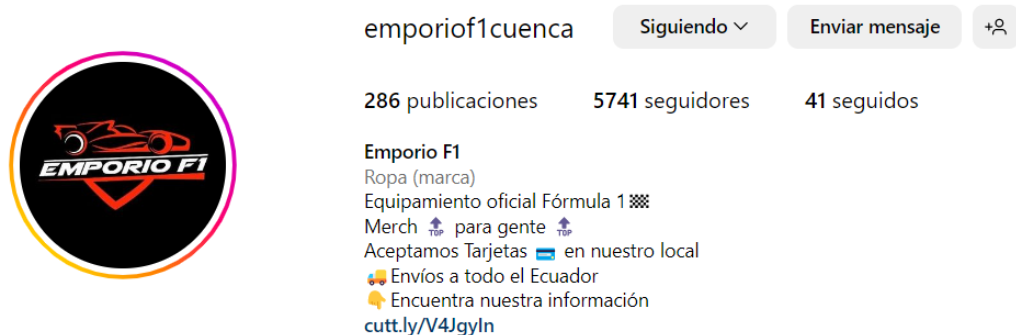 emporiof1cuenca Siguiendo Enviar mensaje
286 publicaciones 5741 seguidores 41 seguidos
EMPORIO F1
Emporio F1
Ropa (marca)
Equipamiento oficial Fórmula 1🏁
Merch 🔝 para gente 🔝
Aceptamos Tarjetas 💳 en nuestro local
🚚Envíos a todo el Ecuador
👇Encuentra nuestra información
cutt.ly/V4JgyIn